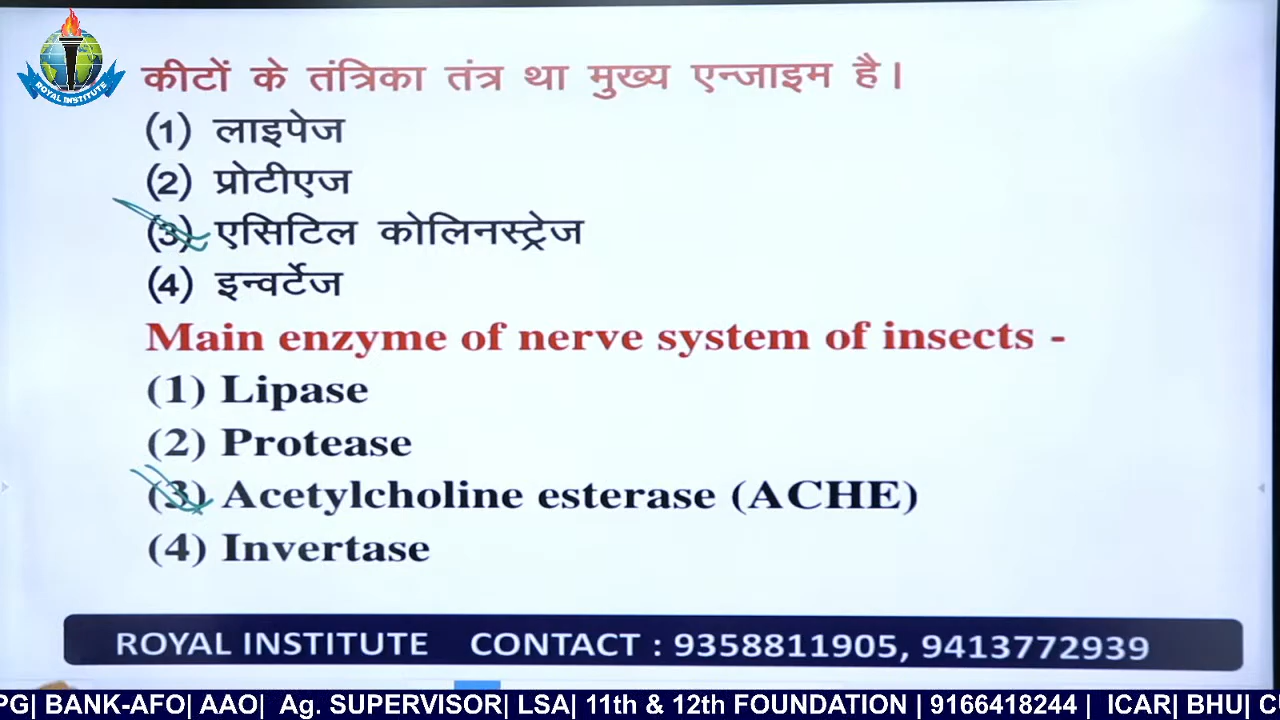 ROYAL INSTITUTE
कीटों के तंत्रिका तंत्र था मुख्य एन्जाइम है।
(1) लाइपेज
(2) प्रोटीएज
(3) एसिटिल कोलिनस्ट्रेज
(4) इन्वर्टेज
Main enzyme of nerve system of insects -
(1) Lipase
(2) Protease
(3) Acetylcholine esterase (ACHE)
(4) Invertase
ROYAL INSTITUTE CONTACT : 9358811905, 9413772939
PG| BANK-AFO| AAO| Ag. SUPERVISOR| LSA| 11th & 12th FOUNDATION | 9166418244 | ICAR| BHU|